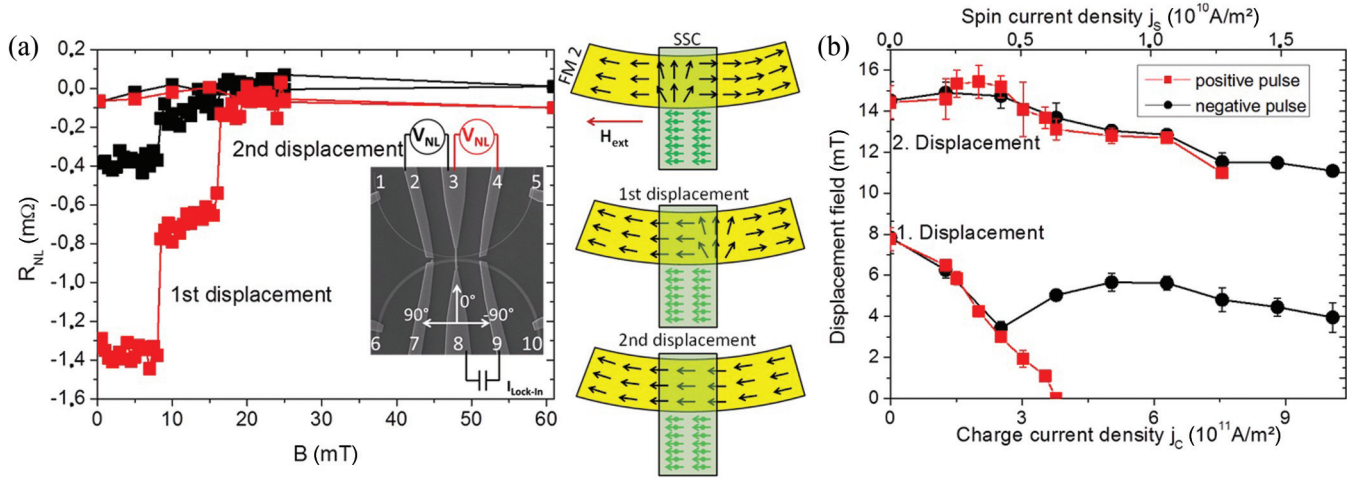 (a)
0,2
0,0
-0,2
-0,4
-0,6
-0,8
-1,0
-1,2
-1,4
-1,6
R_NL (mΩ)
0
10
20
30
40
50
60
B (mT)
2nd displacement
1st displacement
V_NL
V_NL
1
2
3
4
5
0°
90°
-90°
6
7
8
9
10
I_Lock-In
SSC
FM 2
H_ext
1st displacement
2nd displacement
(b)
Spin current density j_S (10¹⁰A/m²)
0.0
0.5
1.0
1.5
positive pulse
negative pulse
16
14
12
10
8
6
4
2
0
Displacement field (mT)
2. Displacement
1. Displacement
0
3
6
9
Charge current density j_C (10¹¹A/m²)